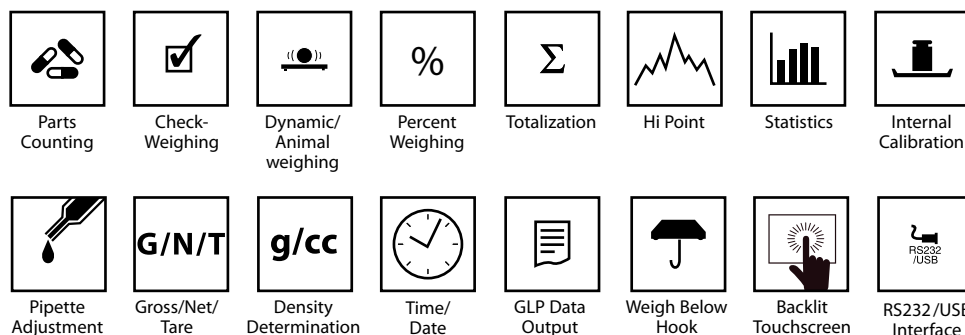 %
Σ
Parts
Counting
Check-
Weighing
Dynamic/
Animal
weighing
Percent
Weighing
Totalization
Hi Point
Statistics
Internal
Calibration
G/N/T
g/cc
RS232
/USB
Pipette
Adjustment
Gross/Net/
Tare
Density
Determination
Time/
Date
GLP Data
Output
Weigh Below
Hook
Backlit
Touchscreen
RS232/USB
Interface